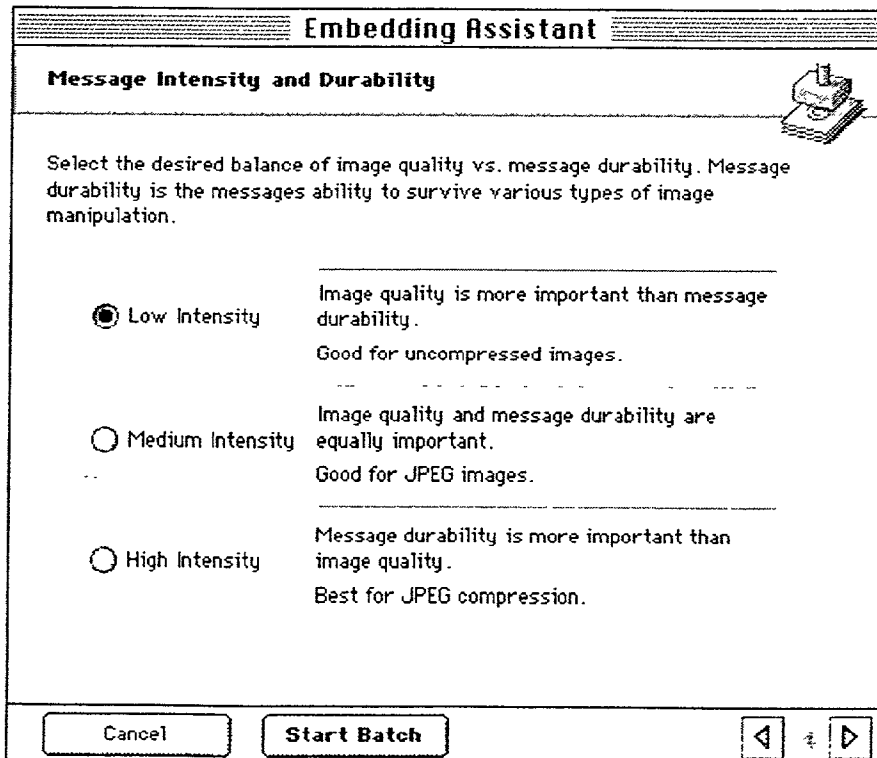 Embedding Assistant
Message Intensity and Durability
Select the desired balance of image quality vs. message durability. Message
durability is the messages ability to survive various types of image
manipulation.
Low Intensity
Image quality is more important than message
durability.
Good for uncompressed images.
Medium Intensity
Image quality and message durability are
equally important.
Good for JPEG images.
High Intensity
Message durability is more important than
image quality.
Best for JPEG compression.
Cancel
Start Batch